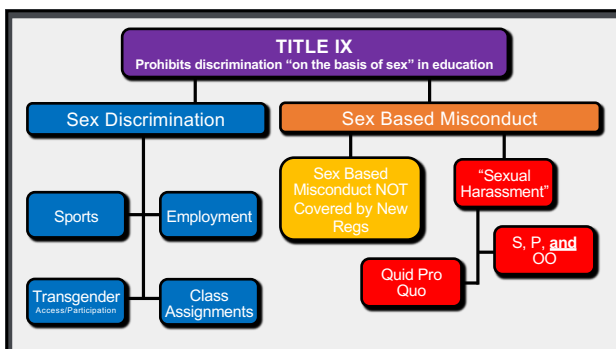 TITLE IX
Prohibits discrimination “on the basis of sex” in education
Sex Discrimination
Sex Based Misconduct
Sports
Employment
Transgender
Access/Participation
Class
Assignments
Sex Based
Misconduct NOT
Covered by New
Regs
“Sexual
Harassment”
S, P, and
OO
Quid Pro
Quo